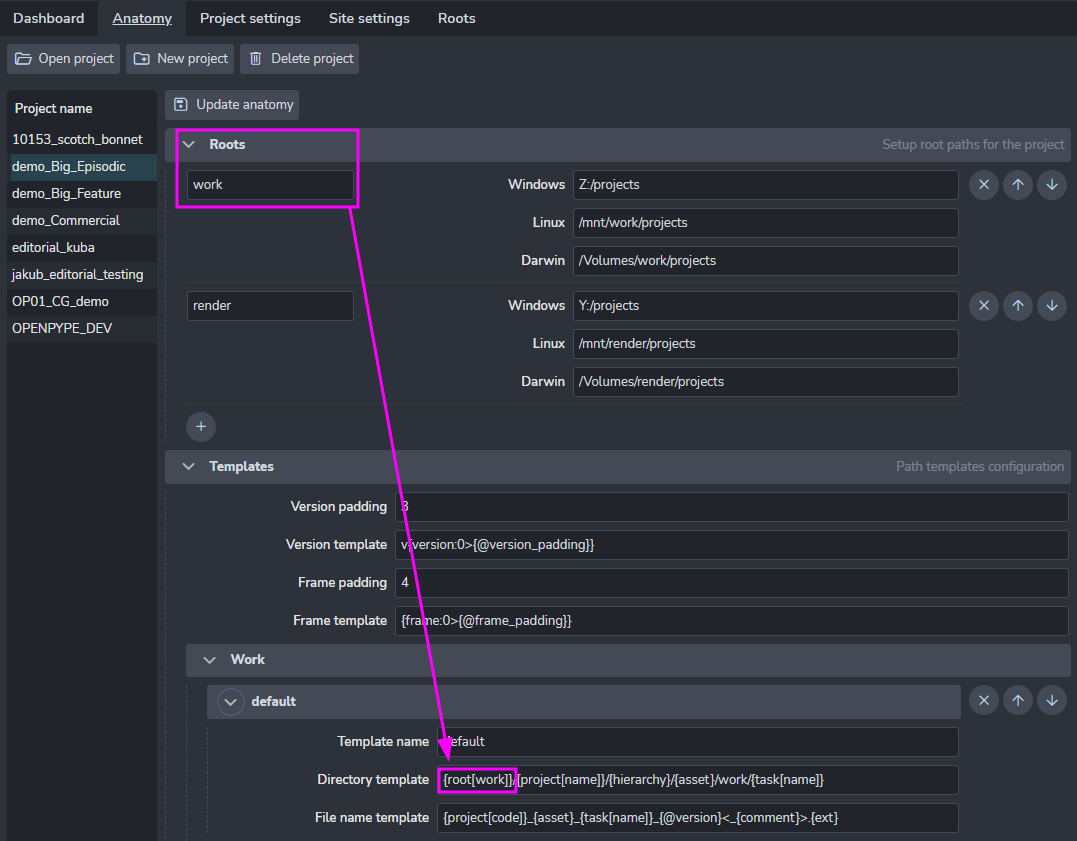 Dashboard Anatomy Project settings Site settings Roots
Open project New project Delete project
Project name
10153_scotch_bonnet
demo_Big_Episodic
demo_Big_Feature
demo_Commercial
editorial_kuba
jakub_editorial_testing
OP01_CG_demo
OPENPYPE_DEV
Update anatomy
Roots Setup root paths for the project
work Windows Z:/projects
Linux /mnt/work/projects
Darwin /Volumes/work/projects
render Windows Y:/projects
Linux /mnt/render/projects
Darwin /Volumes/render/projects
Templates Path templates configuration
Version padding 3
Version template v{version:0>{@version_padding}}
Frame padding 4
Frame template {frame:0>{@frame_padding}}
Work
default
Template name default
Directory template {root[work]}/{project[name]}/{hierarchy}/{asset}/work/{task[name]}
File name template {project[code]}_{asset}_{task[name]}_{@version}<_{comment}>.{ext}